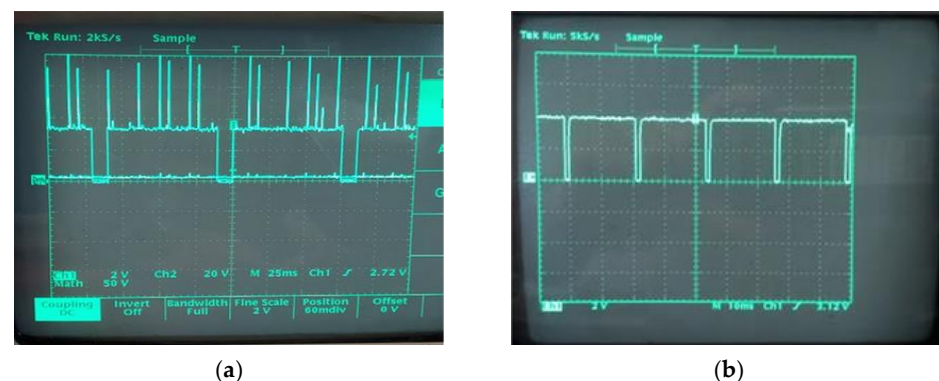 Tek Run: 2kS/s Sample
T
Ch1 2 V Ch2 20 V M 25ms Ch1 2.72 V
Math 50 V
Coupling DC
Invert Off
Bandwidth Full
Fine Scale 2 V
Position 60mdiv
Offset 0 V
(a)
Tek Run: 5kS/s Sample
T
Ch1 2 V M 10ms Ch1 3.12 V
(b)